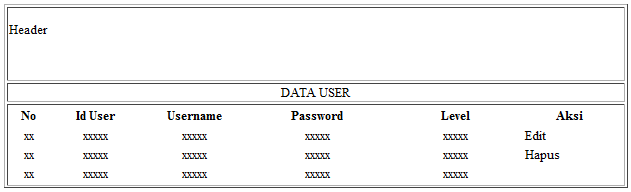 Header
DATA USER
No Id User Username Password Level Aksi
xx xxxxx xxxxx xxxxx xxxxx Edit
xx xxxxx xxxxx xxxxx xxxxx Hapus
xx xxxxx xxxxx xxxxx xxxxx